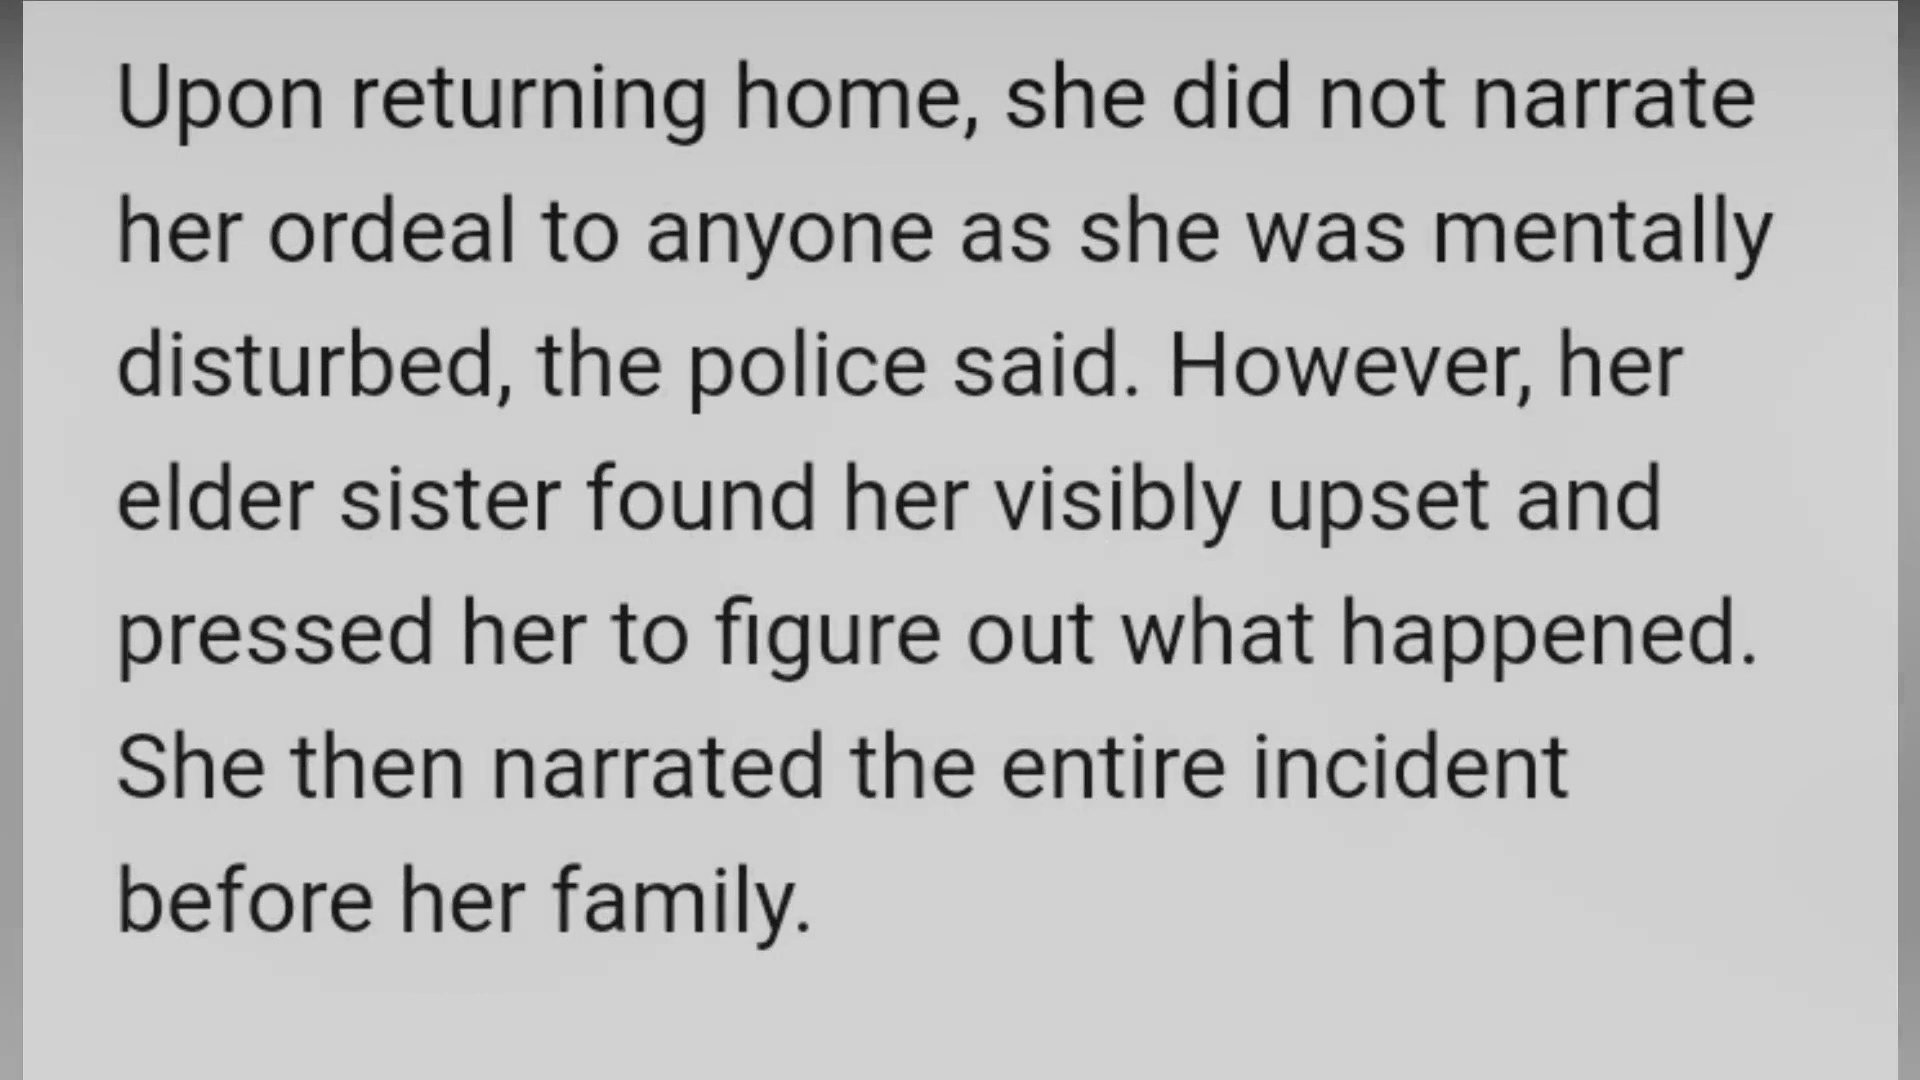 Upon returning home, she did not narrate
her ordeal to anyone as she was mentally
disturbed, the police said. However, her
elder sister found her visibly upset and
pressed her to figure out what happened.
She then narrated the entire incident
before her family.